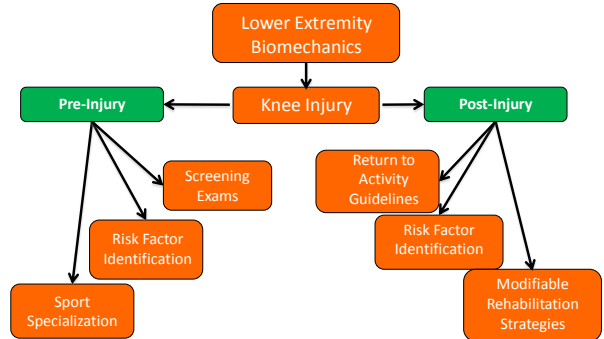 Lower Extremity
Biomechanics
Pre-Injury
Knee Injury
Post-Injury
Screening
Exams
Risk Factor
Identification
Sport
Specialization
Return to
Activity
Guidelines
Risk Factor
Identification
Modifiable
Rehabilitation
Strategies